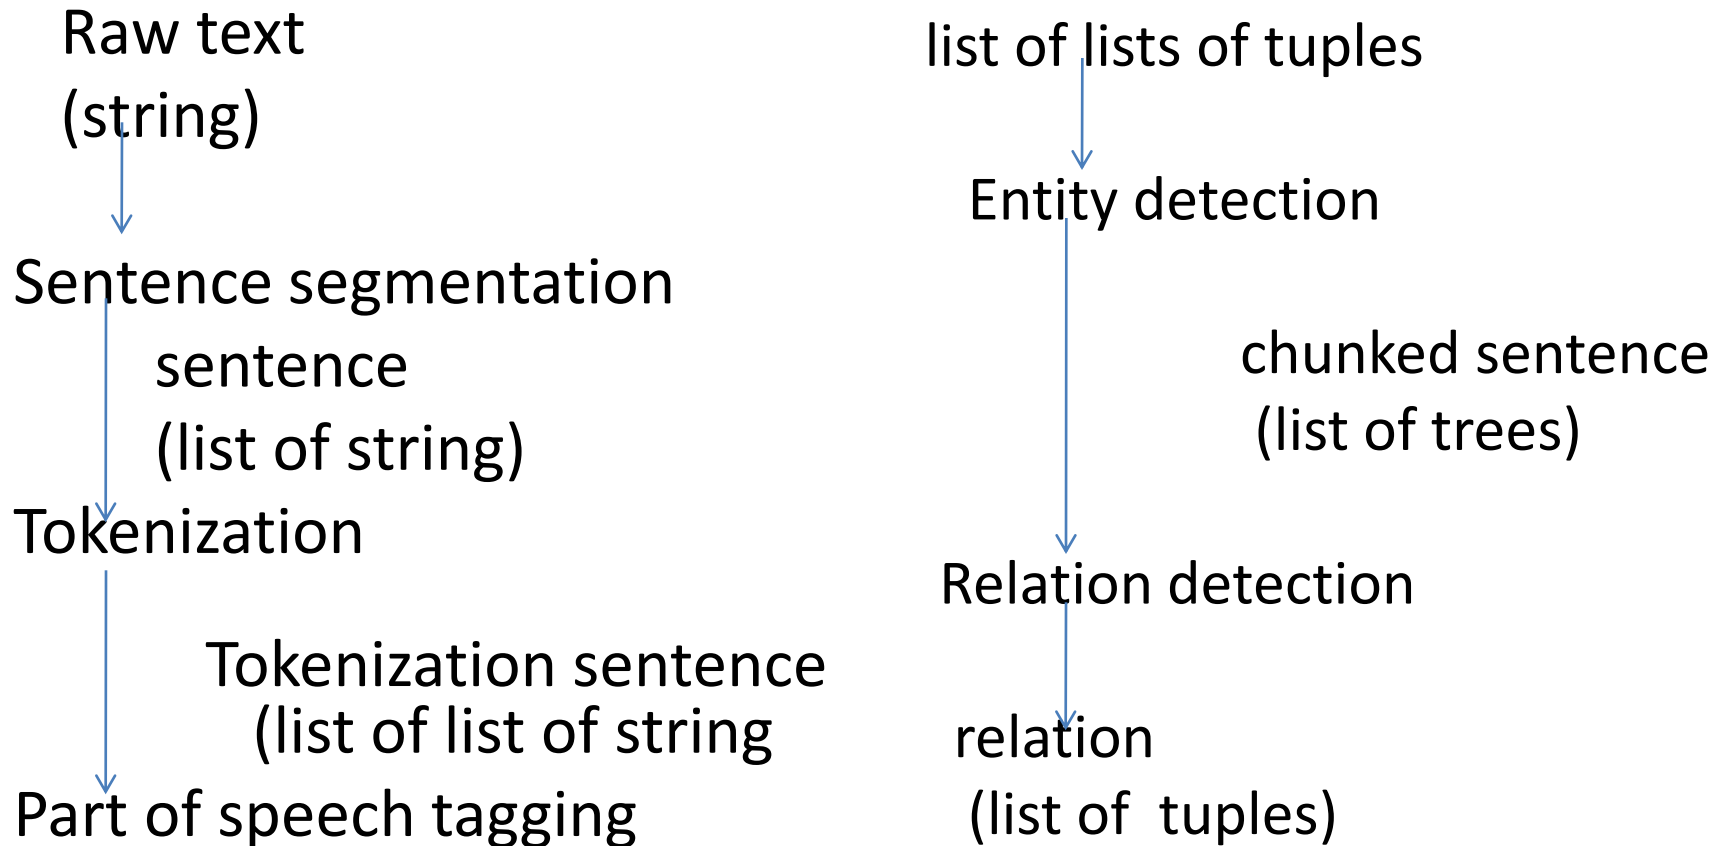 Raw text
(string)
Sentence segmentation
sentence
(list of string)
Tokenization
Tokenization sentence
(list of list of string
Part of speech tagging
list of lists of tuples
Entity detection
chunked sentence
(list of trees)
Relation detection
relation
(list of tuples)